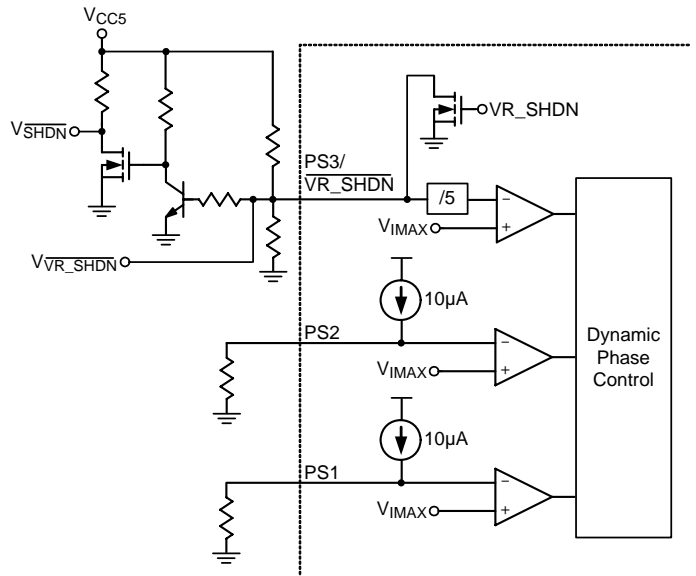 VCC5
VSHDN
VR_SHDN
PS3/
VR_SHDN
/5
VIMAX
VVR_SHDN
10µA
PS2
VIMAX
Dynamic
Phase
Control
10µA
PS1
VIMAX